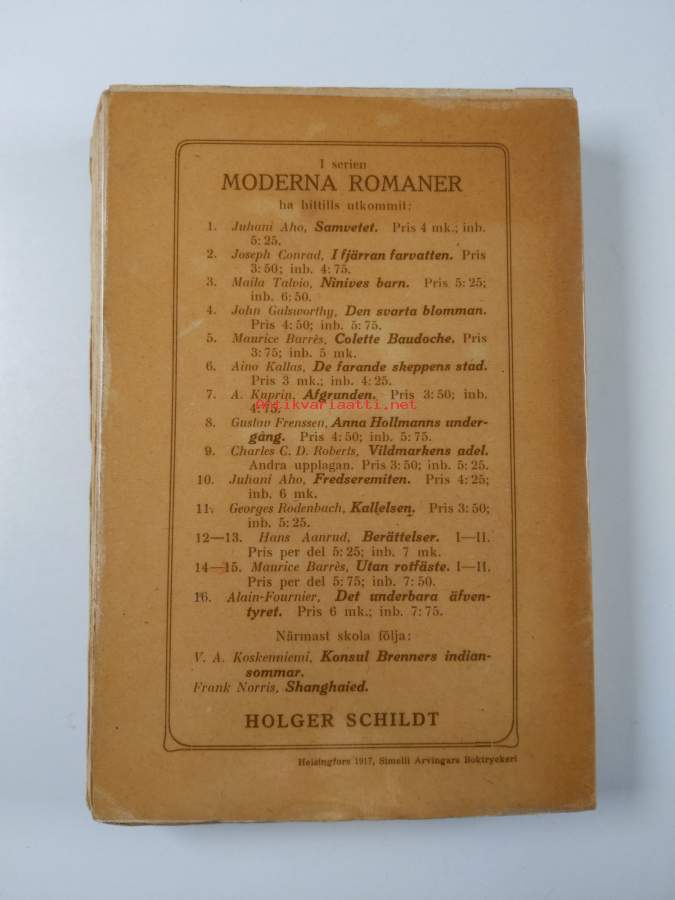 I serien
MODERNA ROMANER
ha hittills utkommit:
1. Juhani Aho, Samvetet. Pris 4 mk.; inb.
5: 25.
2. Joseph Conrad, I fjärran farvatten. Pris
3: 50; inb. 4: 75.
3. Maila Talvio, Ninives barn. Pris 5: 25;
inb. 6: 50.
4. John Galsworthy, Den svarta blomman.
Pris 4: 50; inb. 5: 75.
5. Maurice Barrès, Colette Baudoche. Pris
3: 75; inb. 5 mk.
6. Aino Kallas, De farande skeppens stad.
Pris 3 mk.; inb. 4: 25.
7. A. Kuprin, Afgrunden. Pris 3: 50; inb.
4: 75.
Antikvariaatti.net
8. Gustav Frenssen, Anna Hollmanns under-
gång. Pris 4: 50; inb. 5: 75.
9. Charles C. D. Roberts, Vildmarkens adel.
Andra upplagan. Pris 3: 50; inb. 5: 25.
10. Juhani Aho, Fredseremiten. Pris 4: 25;
inb. 6 mk.
11. Georges Rodenbach, Kallelsen. Pris 3: 50;
inb. 5: 25.
12—13. Hans Aanrud, Berättelser. I—II.
Pris per del 5: 25; inb. 7 mk.
14—15. Maurice Barrès, Utan rotfäste. I—II.
Pris per del 5: 75; inb. 7: 50.
16. Alain-Fournier, Det underbara äfven-
tyret. Pris 6 mk.; inb. 7: 75.
Närmast skola följa:
V. A. Koskenniemi, Konsul Brenners indian-
sommar.
Frank Norris, Shanghaied.
HOLGER SCHILDT
Helsingfors 1917, Simelii Arvingars Boktryckeri